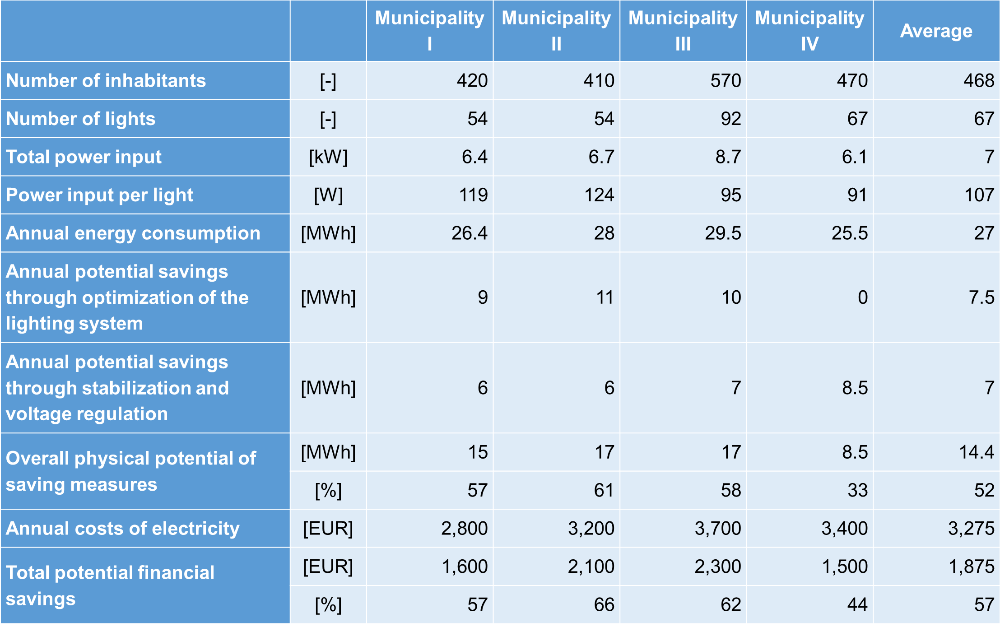 Municipality I
Municipality II
Municipality III
Municipality IV
Average
Number of inhabitants [-] 420 410 570 470 468
Number of lights [-] 54 54 92 67 67
Total power input [kW] 6.4 6.7 8.7 6.1 7
Power input per light [W] 119 124 95 91 107
Annual energy consumption [MWh] 26.4 28 29.5 25.5 27
Annual potential savings
through optimization of the
lighting system
[MWh] 9 11 10 0 7.5
Annual potential savings
through stabilization and
voltage regulation
[MWh] 6 6 7 8.5 7
Overall physical potential of
saving measures
[MWh] 15 17 17 8.5 14.4
[%] 57 61 58 33 52
Annual costs of electricity [EUR] 2,800 3,200 3,700 3,400 3,275
Total potential financial
savings
[EUR] 1,600 2,100 2,300 1,500 1,875
[%] 57 66 62 44 57